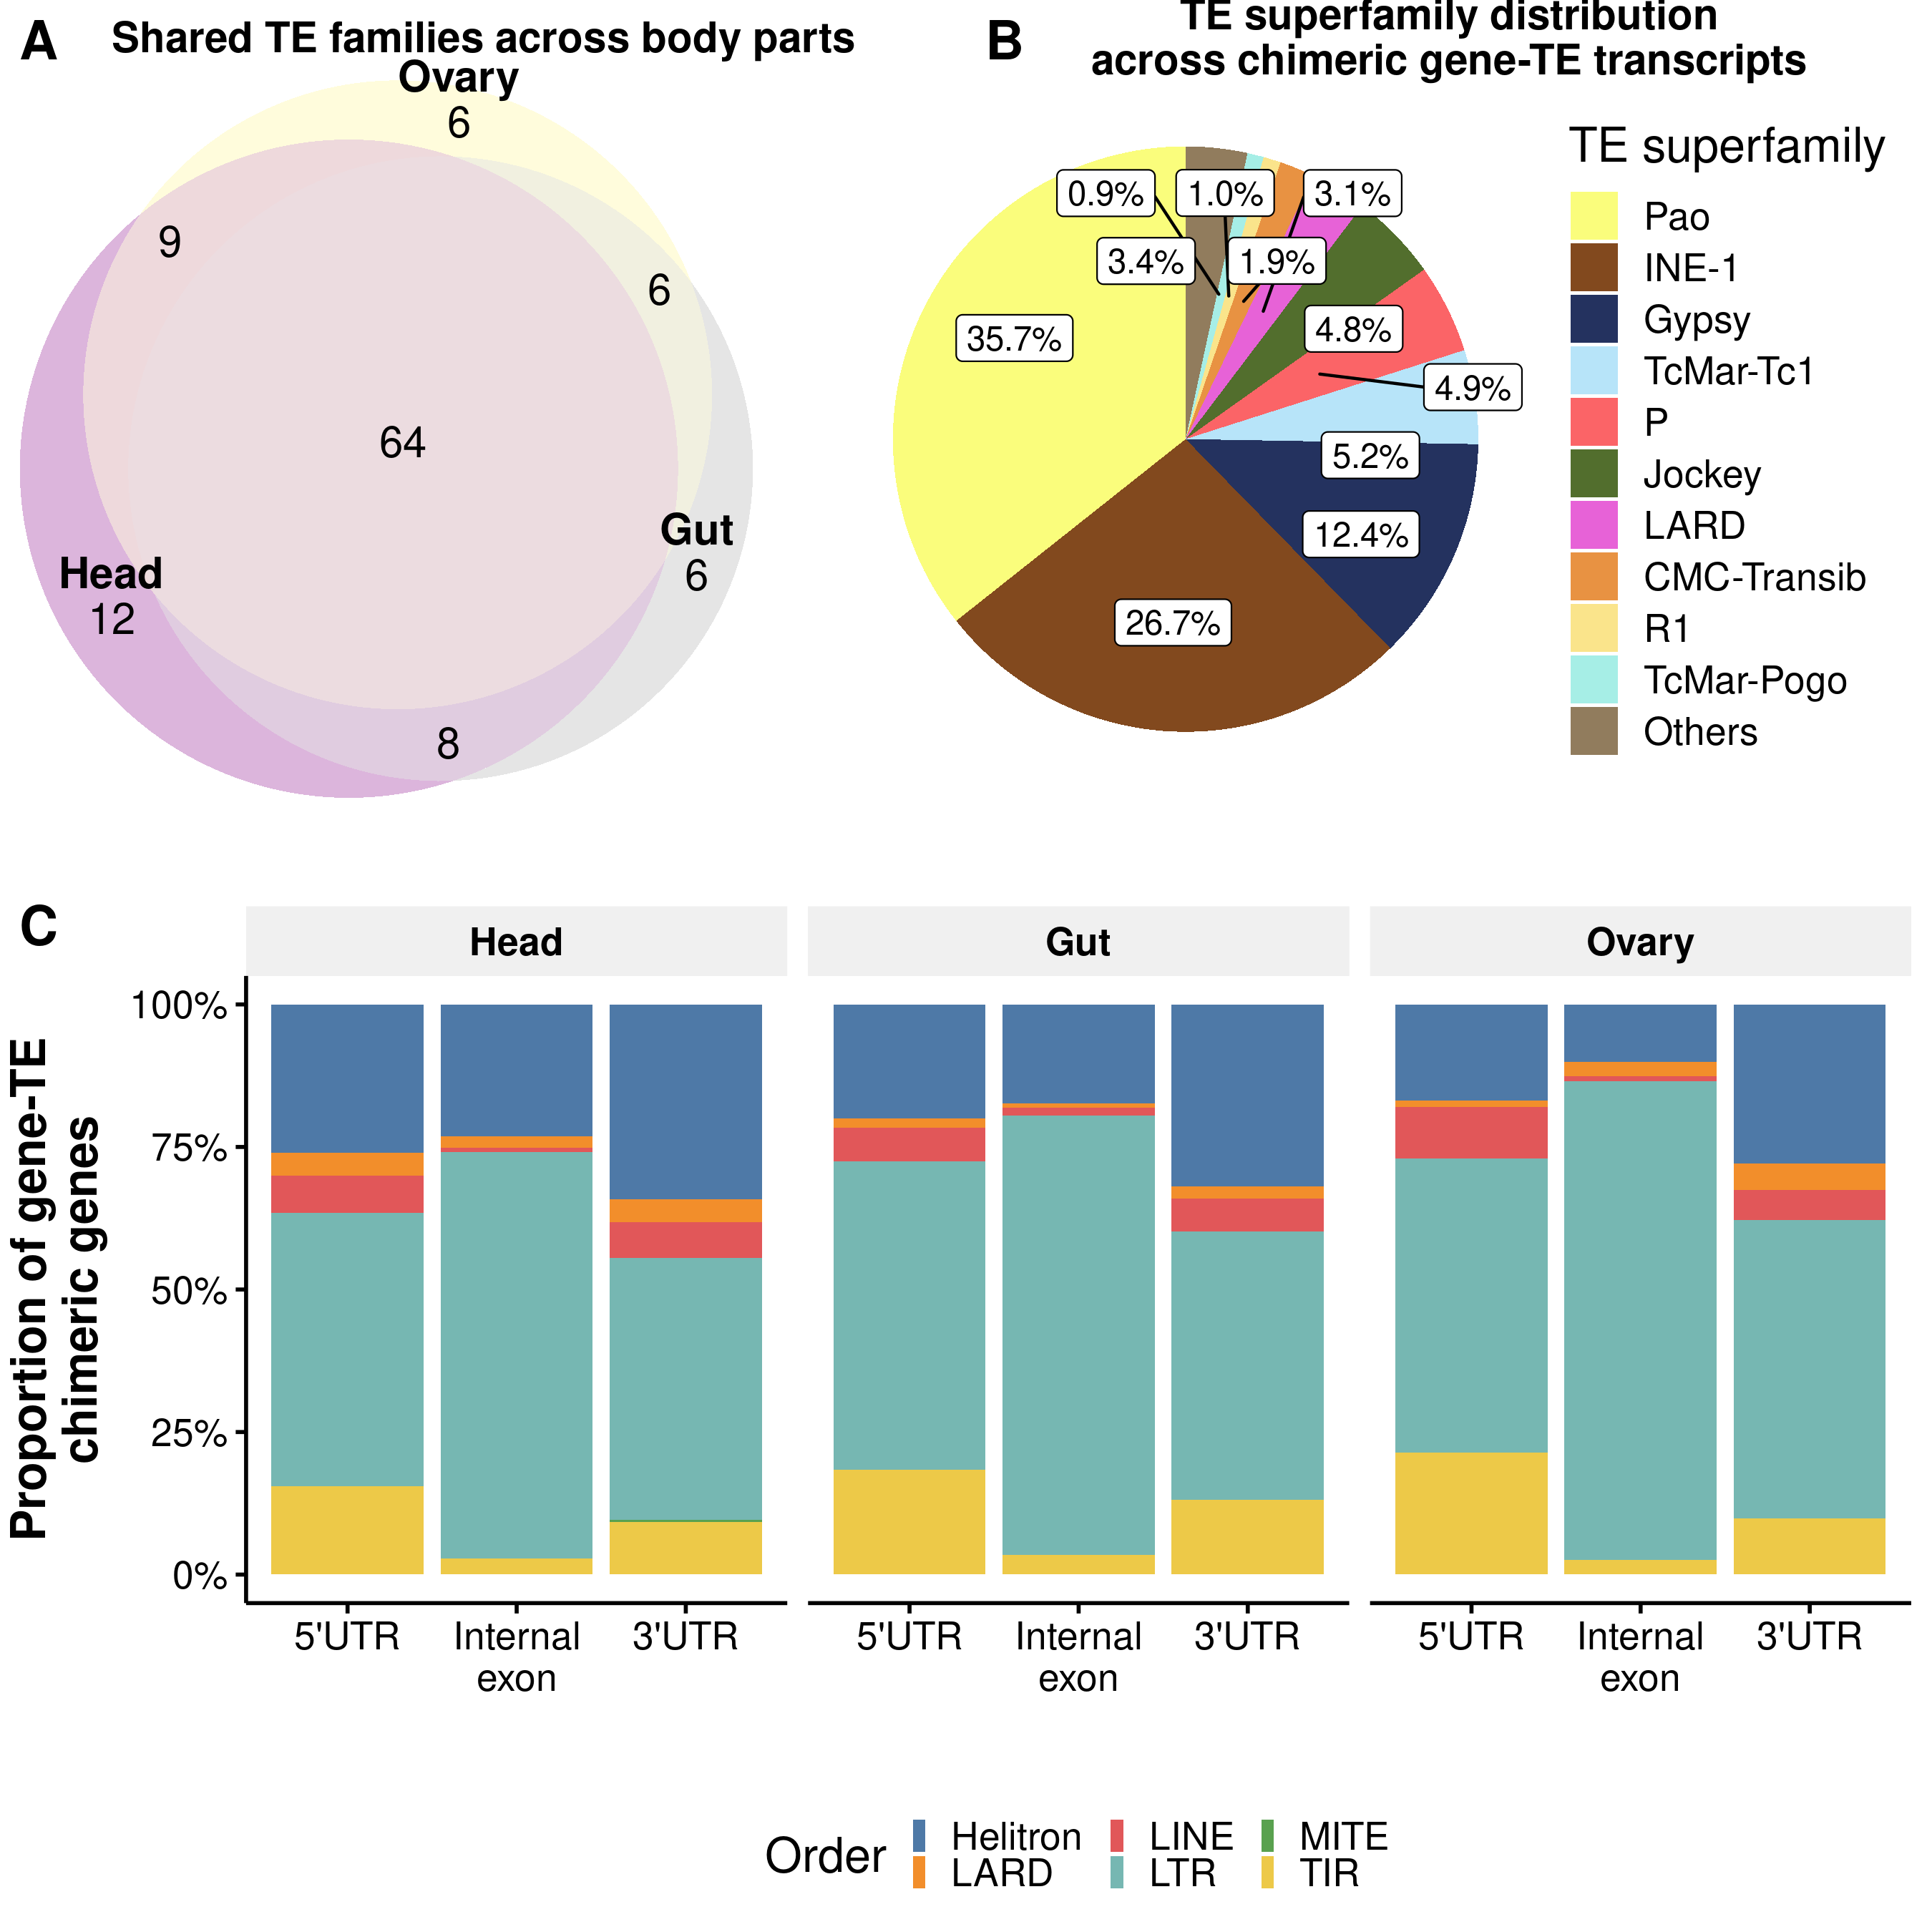 A
Shared TE families across body parts
Ovary
6
9
6
64
Gut
6
Head
12
8
B
TE superfamily distribution
across chimeric gene-TE transcripts
0.9%
1.0%
3.1%
3.4%
1.9%
35.7%
4.8%
4.9%
5.2%
12.4%
26.7%
TE superfamily
Pao
INE-1
Gypsy
TcMar-Tc1
P
Jockey
LARD
CMC-Transib
R1
TcMar-Pogo
Others
C
Head
Gut
Ovary
Proportion of gene-TE
chimeric genes
100%
75%
50%
25%
0%
5'UTR
Internal
exon
3'UTR
5'UTR
Internal
exon
3'UTR
5'UTR
Internal
exon
3'UTR
Order
Helitron
LINE
MITE
LARD
LTR
TIR